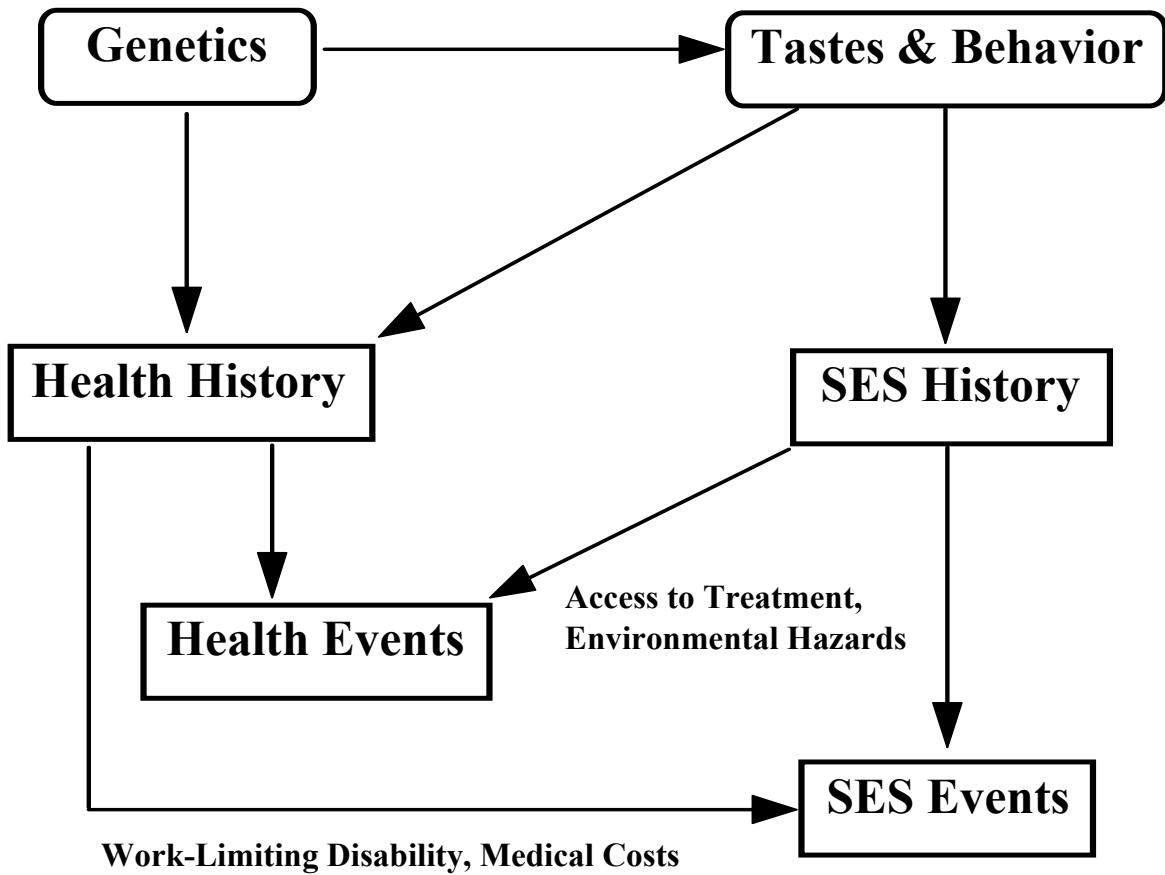 Genetics
Tastes & Behavior
Health History
SES History
Access to Treatment,
Environmental Hazards
Health Events
SES Events
Work-Limiting Disability, Medical Costs